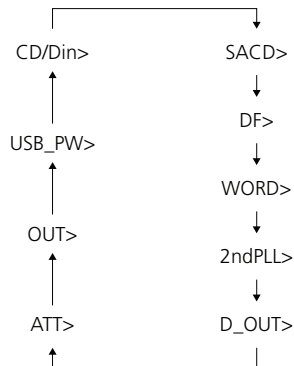 CD/Din>
SACD>
DF>
USB_PW>
WORD>
OUT>
2ndPLL>
ATT>
D_OUT>